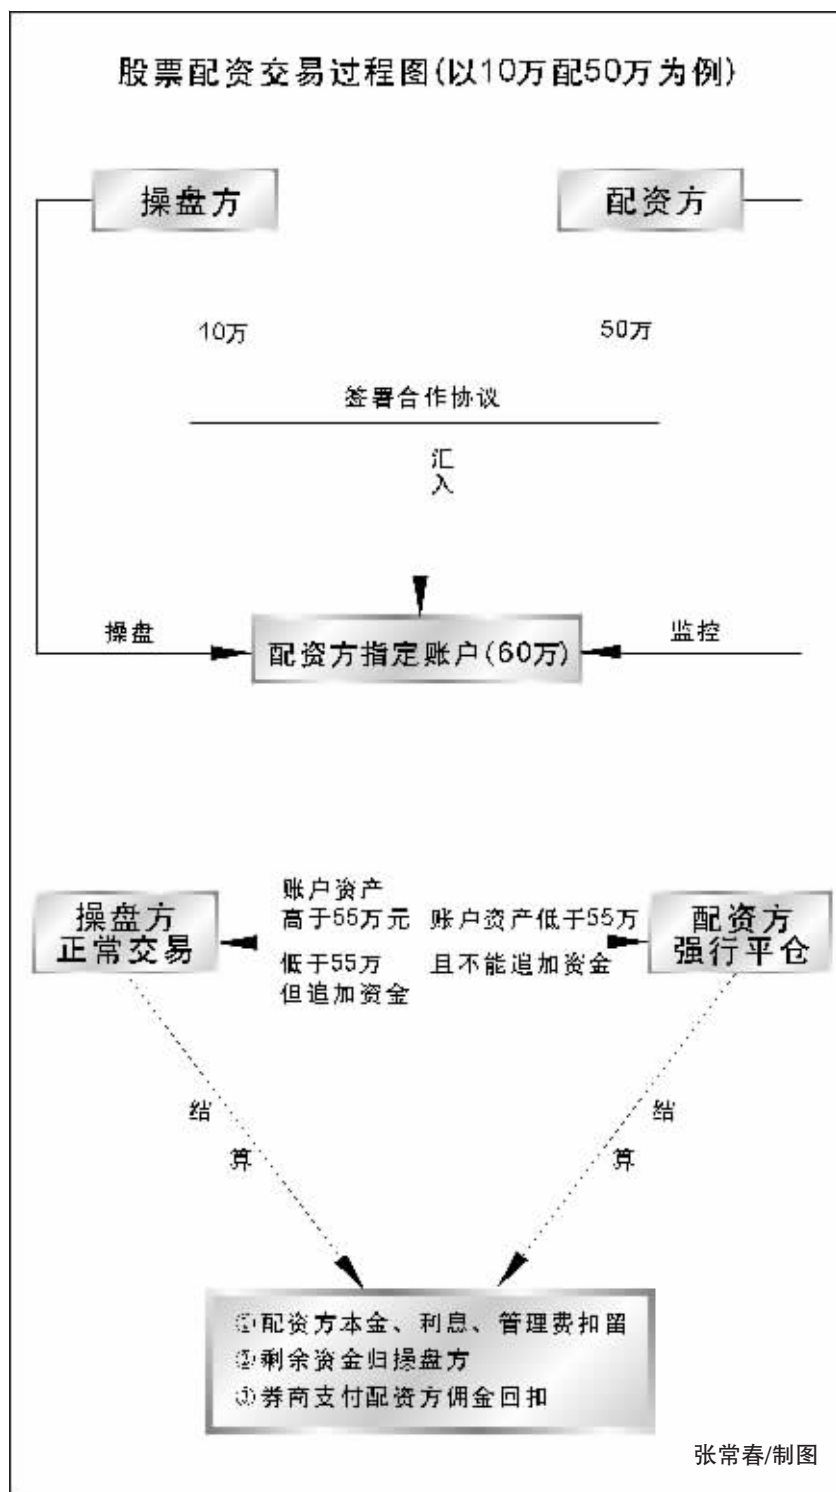 股票配资交易过程图(以10万配50万为例)
操盘方
配资方
10万
50万
签署合作协议
汇
入
操盘
配资方指定账户(60万)
监控
操盘方
正常交易
账户资产
高于55万元
低于55万
但追加资金
账户资产低于55万
且不能追加资金
配资方
强行平仓
结
算
结
算
①配资方本金、利息、管理费扣留
②剩余资金归操盘方
③券商支付配资方佣金回扣
张常春/制图